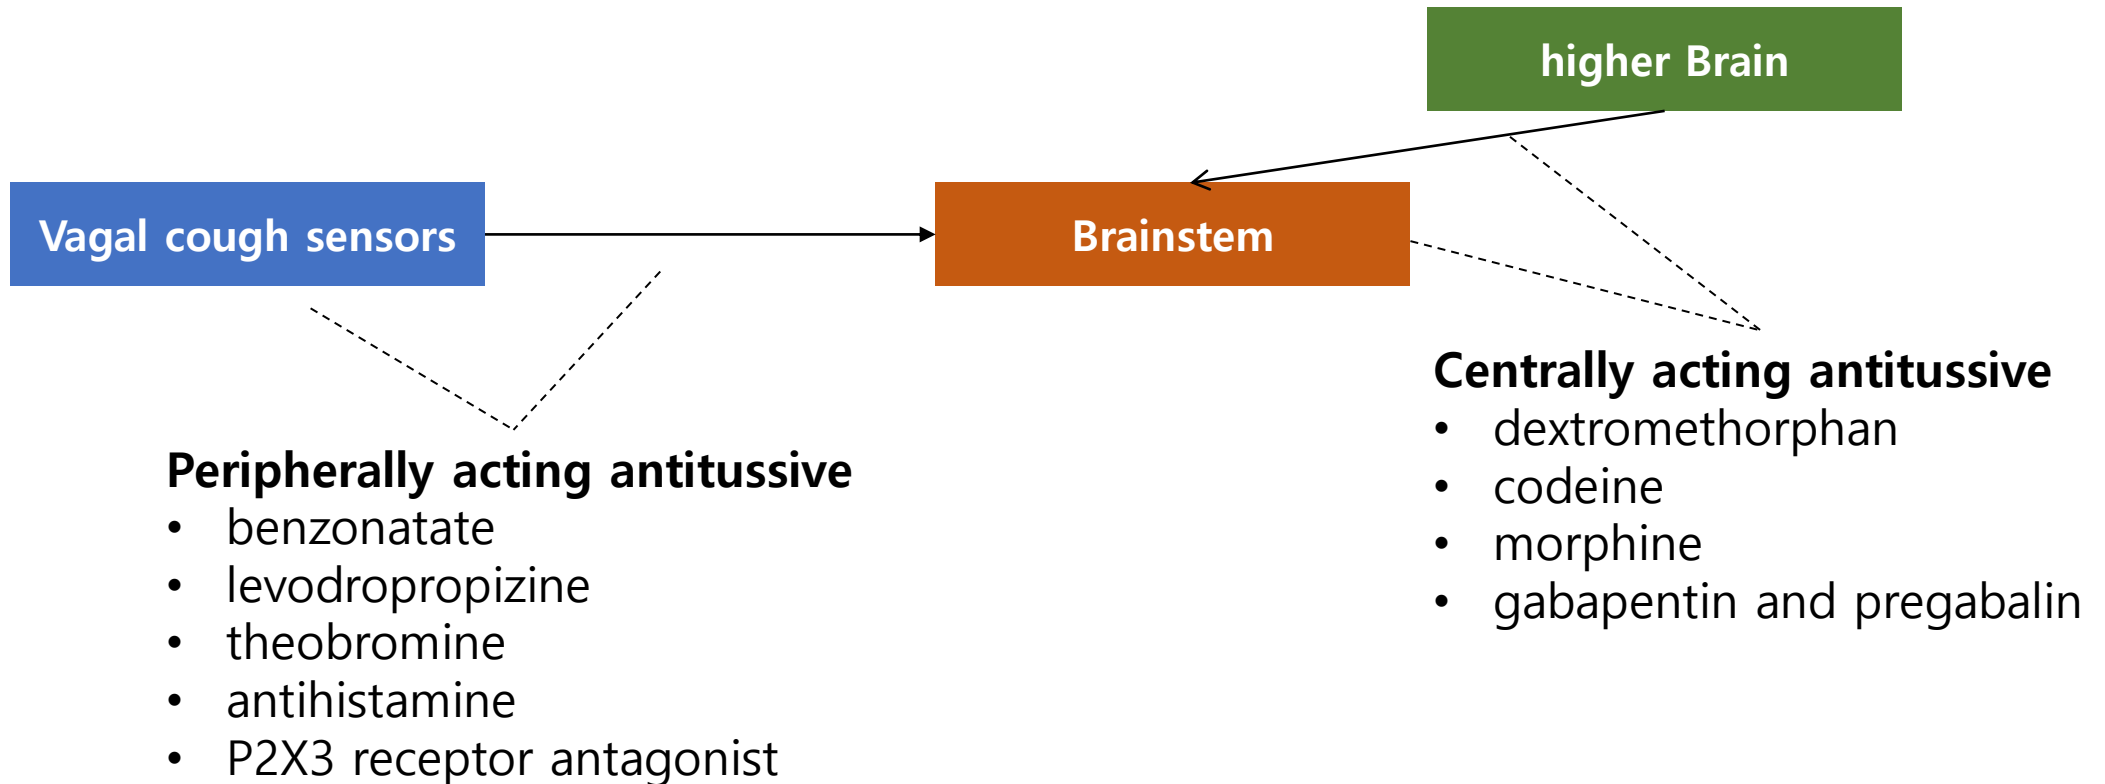 higher Brain
Vagal cough sensors
Brainstem
Centrally acting antitussive
• dextromethorphan
• codeine
• morphine
• gabapentin and pregabalin
Peripherally acting antitussive
• benzonatate
• levodropropizine
• theobromine
• antihistamine
• P2X3 receptor antagonist